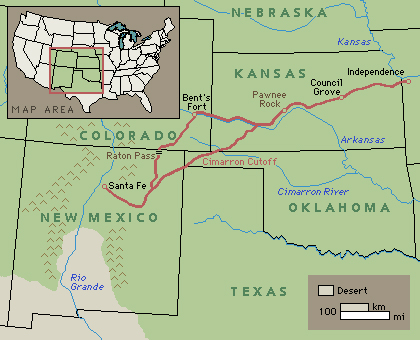 NEBRASKA
Kansas
KANSAS
Independence
MAP AREA
Bent's
Fort
Pawnee
Rock
Council
Grove
COLORADO
Arkansas
Raton Pass
Cimarron Cutoff
Santa Fe
Cimarron River
NEW MEXICO
OKLAHOMA
Rio
Grande
TEXAS
Desert
100
km
mi